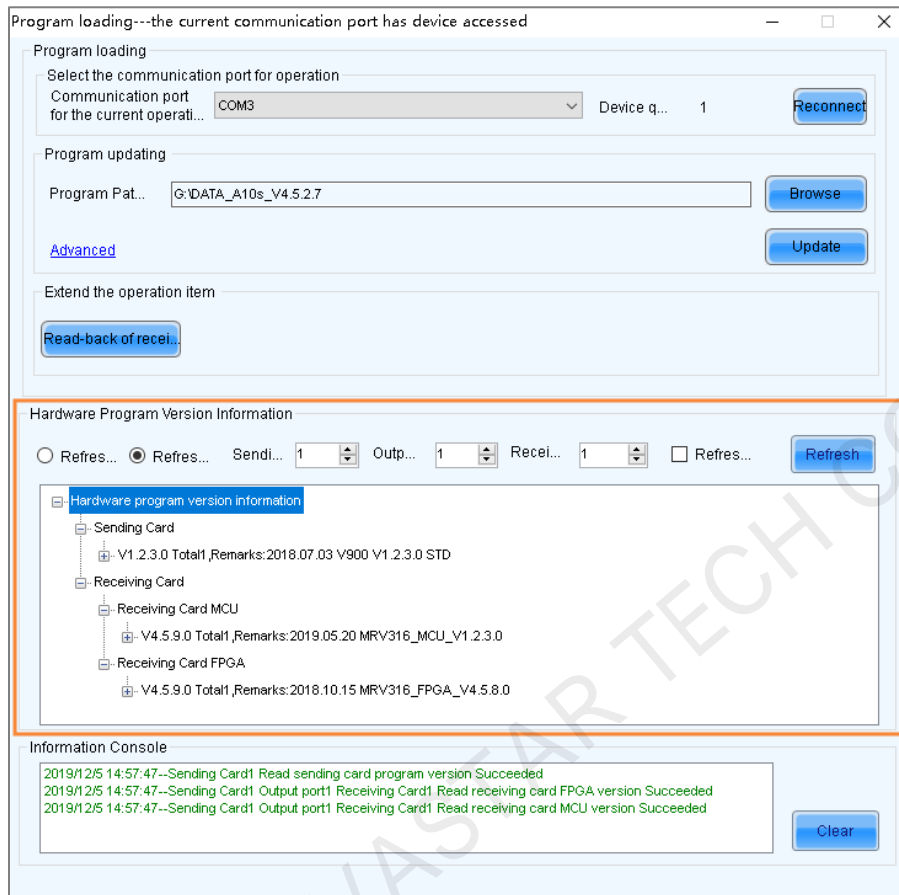 Program loading---the current communication port has device accessed
Program loading
Select the communication port for operation
Communication port
for the current operati...
COM3
Device q...
1
Reconnect
Program updating
Program Pat...
G:\DATA_A10s_V4.5.2.7
Browse
Advanced
Update
Extend the operation item
Read-back of recei...
Hardware Program Version Information
Refres... Refres... Sendi... 1 Outp... 1 Recei... 1 Refres... Refresh
Hardware program version information
Sending Card
V1.2.3.0 Total1 ,Remarks:2018.07.03 V900 V1.2.3.0 STD
Receiving Card
Receiving Card MCU
V4.5.9.0 Total1 ,Remarks:2019.05.20 MRV316_MCU_V1.2.3.0
Receiving Card FPGA
V4.5.9.0 Total1 ,Remarks:2018.10.15 MRV316_FPGA_V4.5.8.0
Information Console
2019/12/5 14:57:47--Sending Card1 Read sending card program version Succeeded
2019/12/5 14:57:47--Sending Card1 Output port1 Receiving Card1 Read receiving card FPGA version Succeeded
2019/12/5 14:57:47--Sending Card1 Output port1 Receiving Card1 Read receiving card MCU version Succeeded
Clear
VASTAR TECH CO